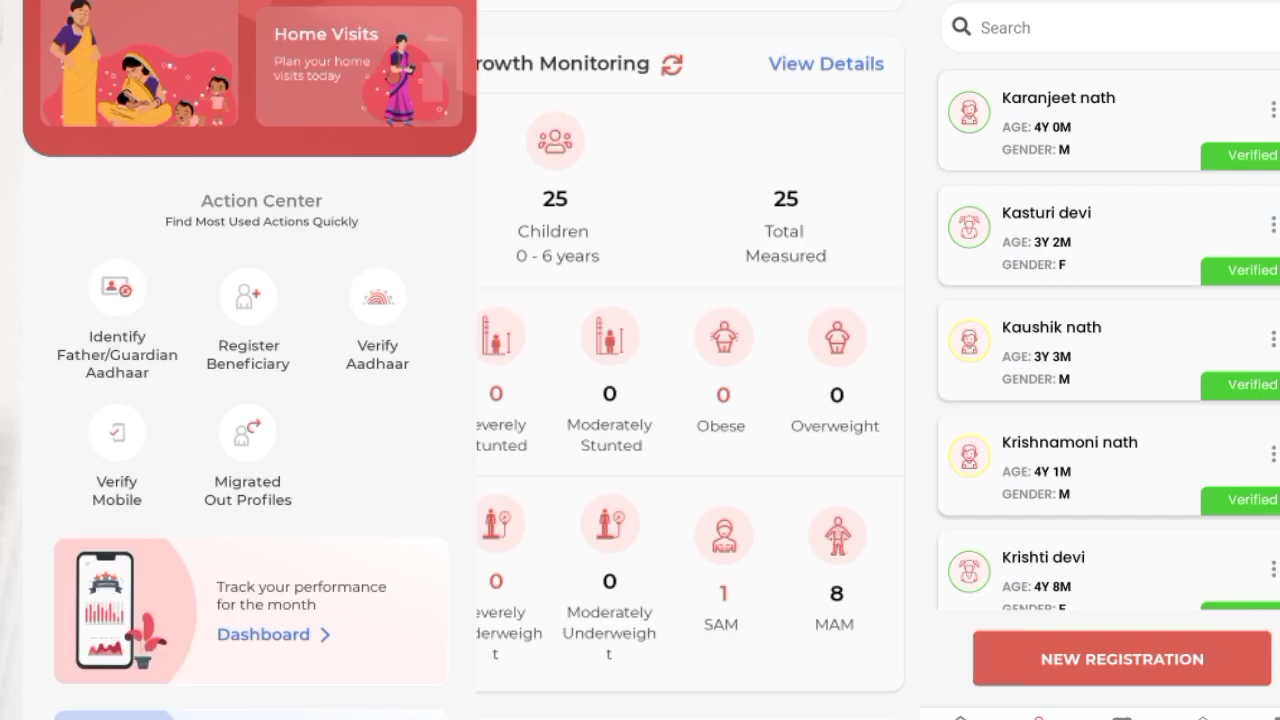 Home Visits
Plan your home
visits today
Action Center
Find Most Used Actions Quickly
Identify
Father/Guardian
Aadhaar
Register
Beneficiary
Verify
Aadhaar
Verify
Mobile
Migrated
Out Profiles
Track your performance
for the month
Dashboard
rowth Monitoring
View Details
25
Children
0 - 6 years
25
Total
Measured
0
everely
tunted
0
Moderately
Stunted
0
Obese
0
Overweight
0
everely
derweigh
t
0
Moderately
Underweigh
t
1
SAM
8
MAM
Search
Karanjeet nath
AGE: 4Y 0M
GENDER: M
Verified
Kasturi devi
AGE: 3Y 2M
GENDER: F
Verified
Kaushik nath
AGE: 3Y 3M
GENDER: M
Verified
Krishnamoni nath
AGE: 4Y 1M
GENDER: M
Verified
Krishti devi
AGE: 4Y 8M
GENDER: F
NEW REGISTRATION